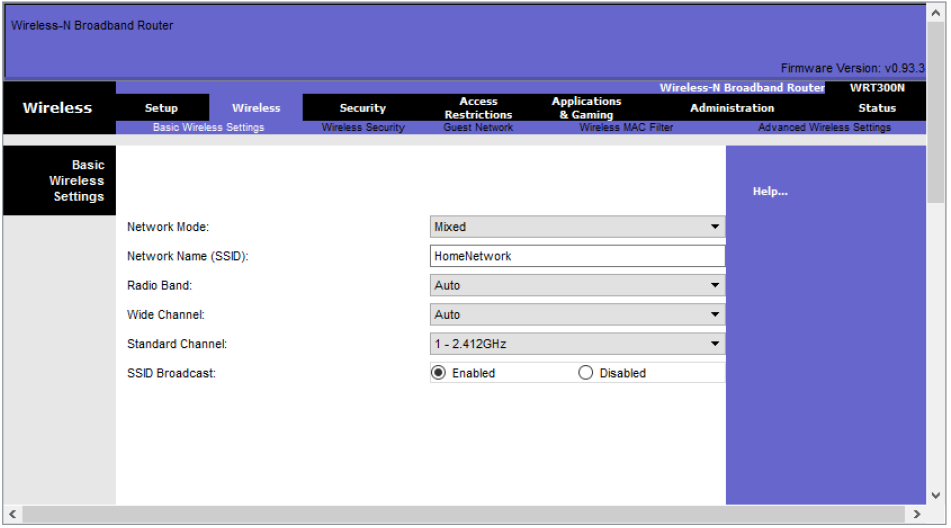 Wireless-N Broadband Router
Firmware Version: v0.93.3
Wireless-N Broadband Router WRT300N
Wireless Setup Wireless Security Access Restrictions Applications & Gaming Administration Status
Basic Wireless Settings Wireless Security Guest Network Wireless MAC Filter Advanced Wireless Settings
Basic
Wireless
Settings
Help...
Network Mode: Mixed
Network Name (SSID): HomeNetwork
Radio Band: Auto
Wide Channel: Auto
Standard Channel: 1 - 2.412GHz
SSID Broadcast: Enabled Disabled